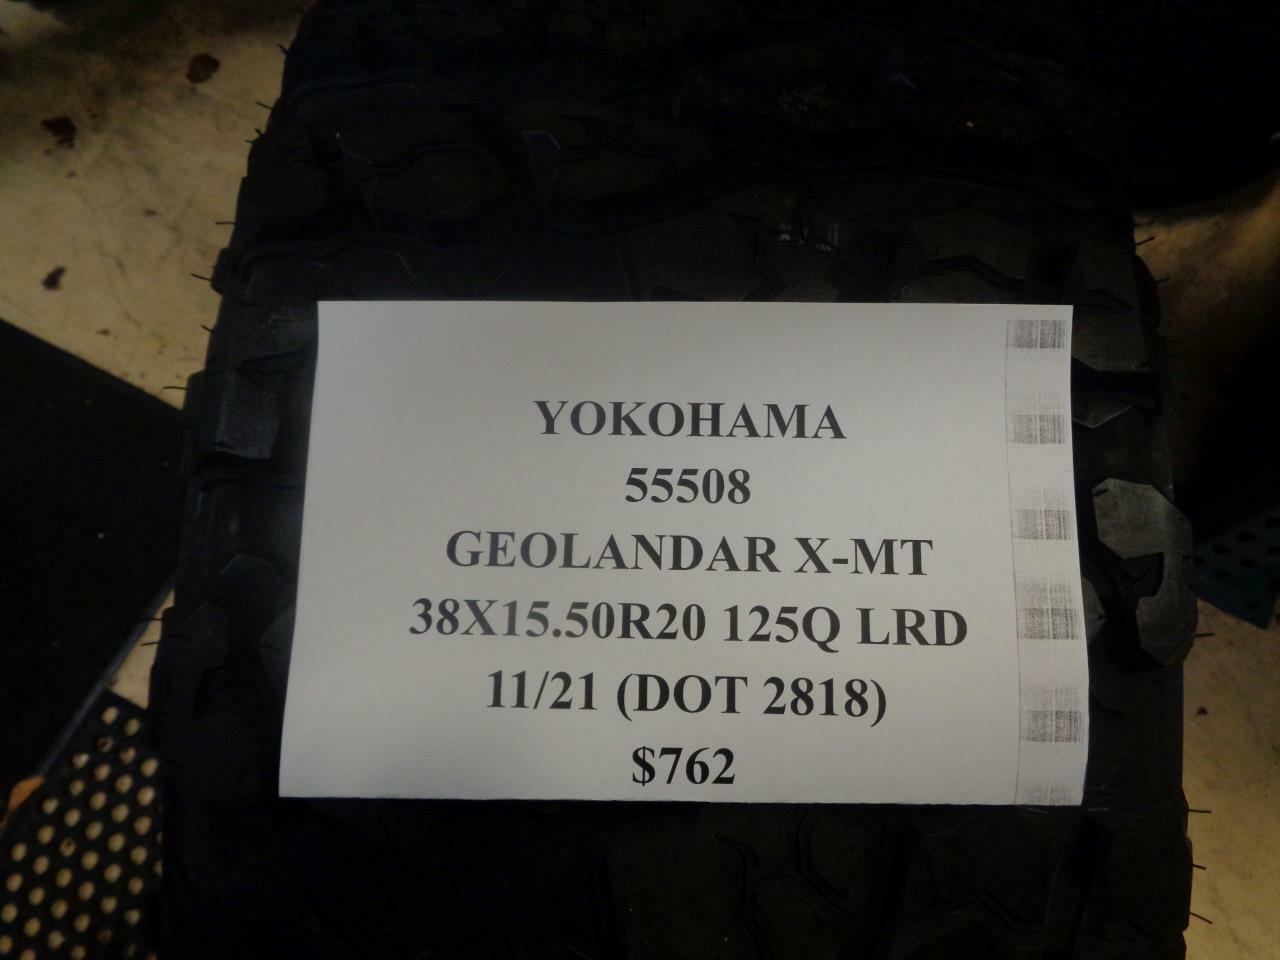 YOKOHAMA
55508
GEOLANDAR X-MT
38X15.50R20 125Q LRD
11/21 (DOT 2818)
$762